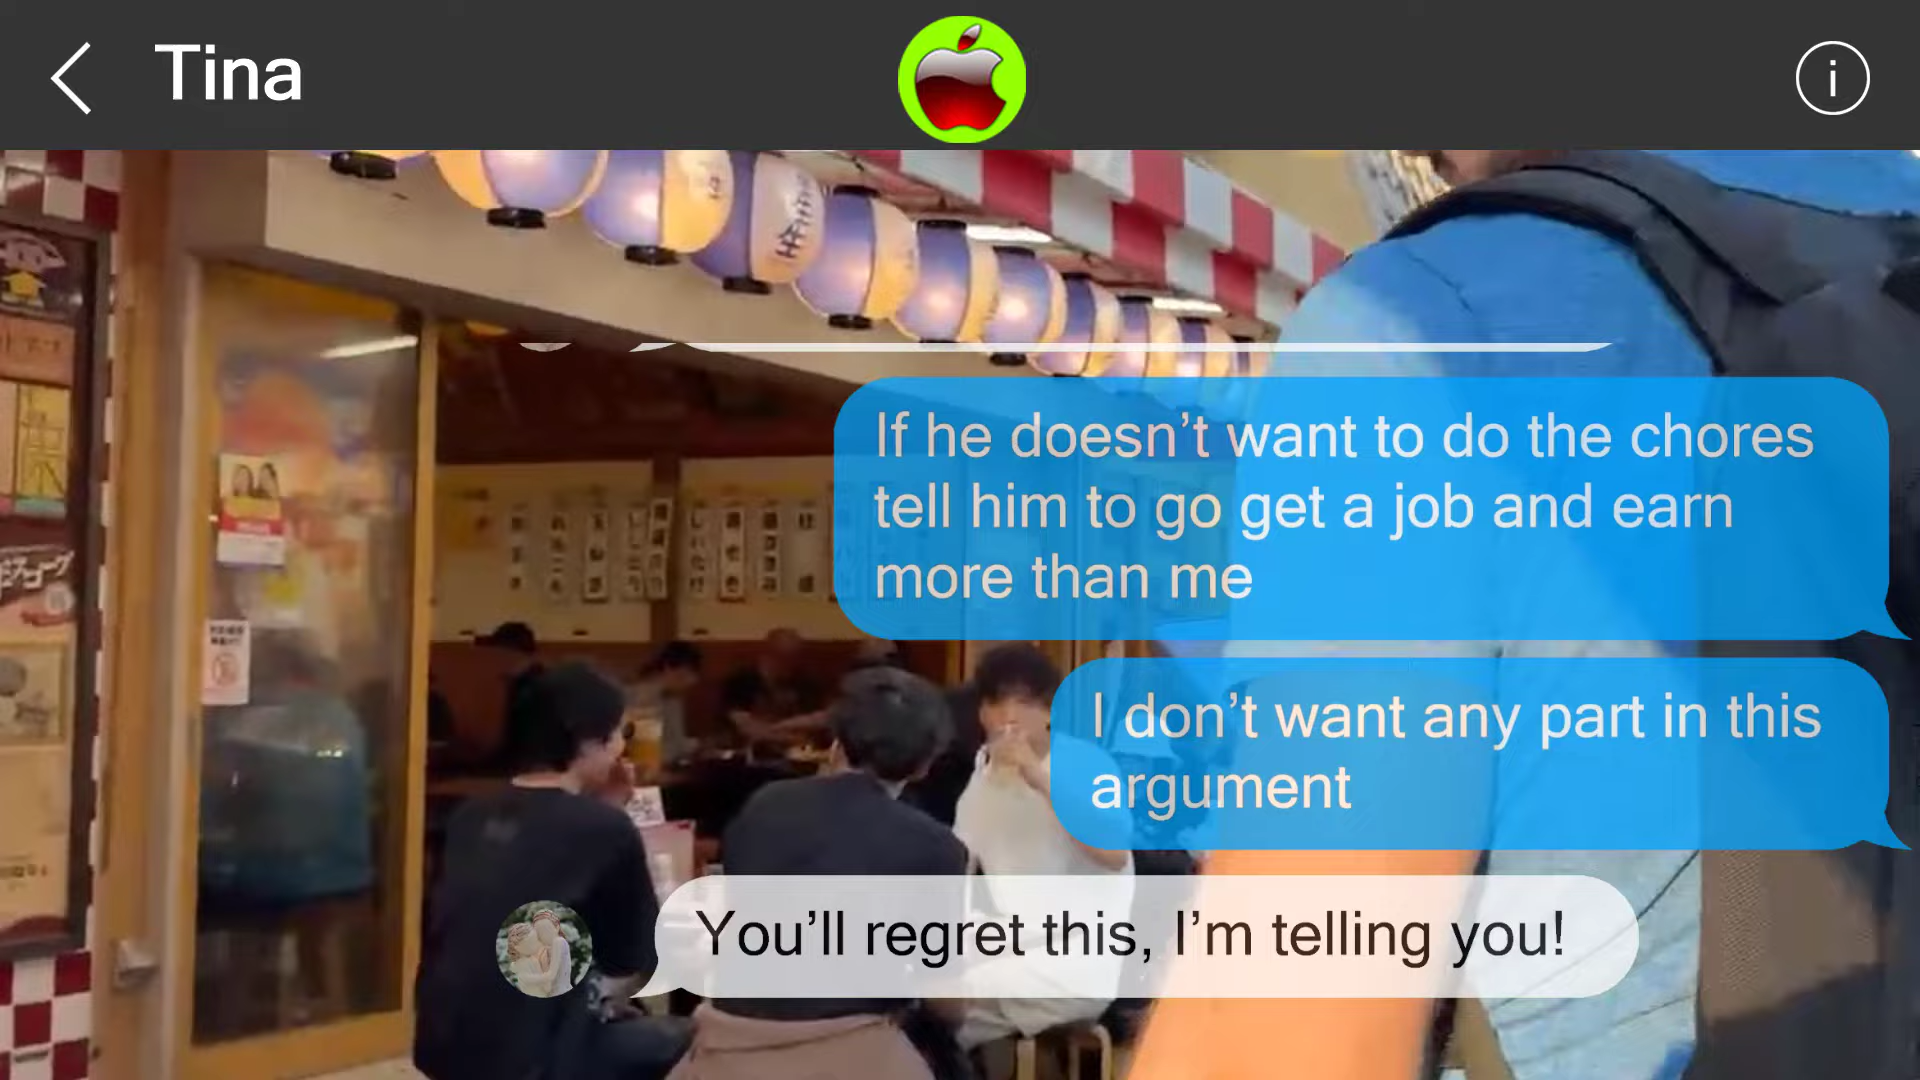 Tina
If he doesn’t want to do the chores
tell him to go get a job and earn
more than me
I don’t want any part in this
argument
You’ll regret this, I’m telling you!